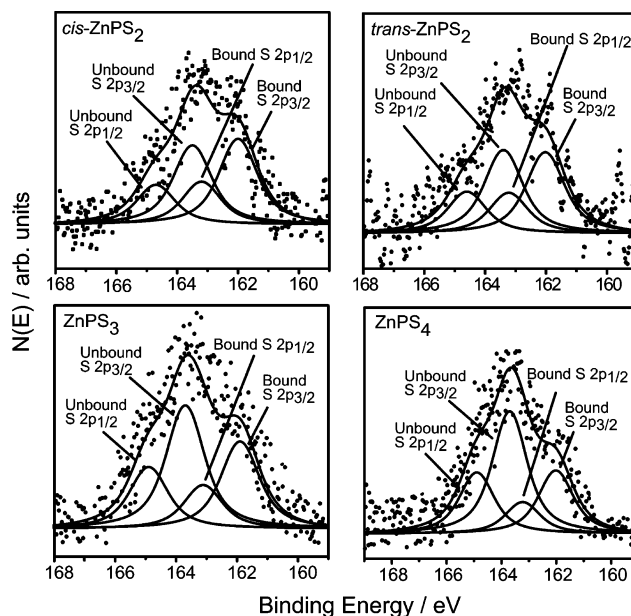 cis-ZnPS2
Bound S 2p1/2
Unbound
S 2p3/2
Unbound
S 2p1/2
Bound
S 2p3/2
168 166 164 162 160
trans-ZnPS2
Bound S 2p1/2
Unbound
S 2p3/2
Unbound
S 2p1/2
Bound
S 2p3/2
168 166 164 162 160
ZnPS3
Bound S 2p1/2
Unbound
S 2p3/2
Unbound
S 2p1/2
Bound
S 2p3/2
168 166 164 162 160
ZnPS4
Bound S 2p1/2
Unbound
S 2p3/2
Unbound
S 2p1/2
Bound
S 2p3/2
168 166 164 162 160
N(E) / arb. units
Binding Energy / eV